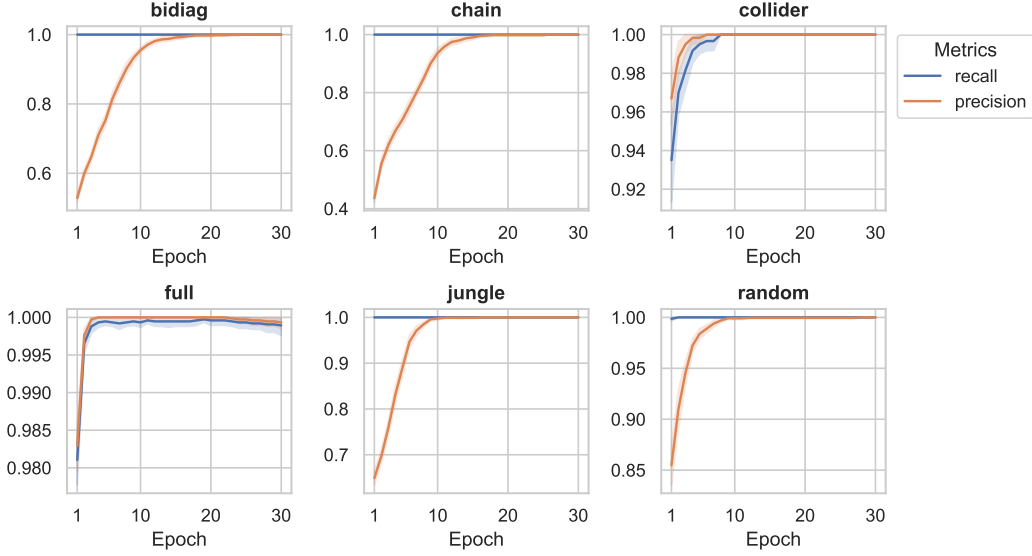 bidiag
1.0
0.8
0.6
1 10 20 30
Epoch
chain
1.0
0.8
0.6
0.4
1 10 20 30
Epoch
collider
1.00
0.98
0.96
0.94
0.92
1 10 20 30
Epoch
Metrics
recall
precision
full
1.000
0.995
0.990
0.985
0.980
1 10 20 30
Epoch
jungle
1.0
0.9
0.8
0.7
1 10 20 30
Epoch
random
1.00
0.95
0.90
0.85
1 10 20 30
Epoch